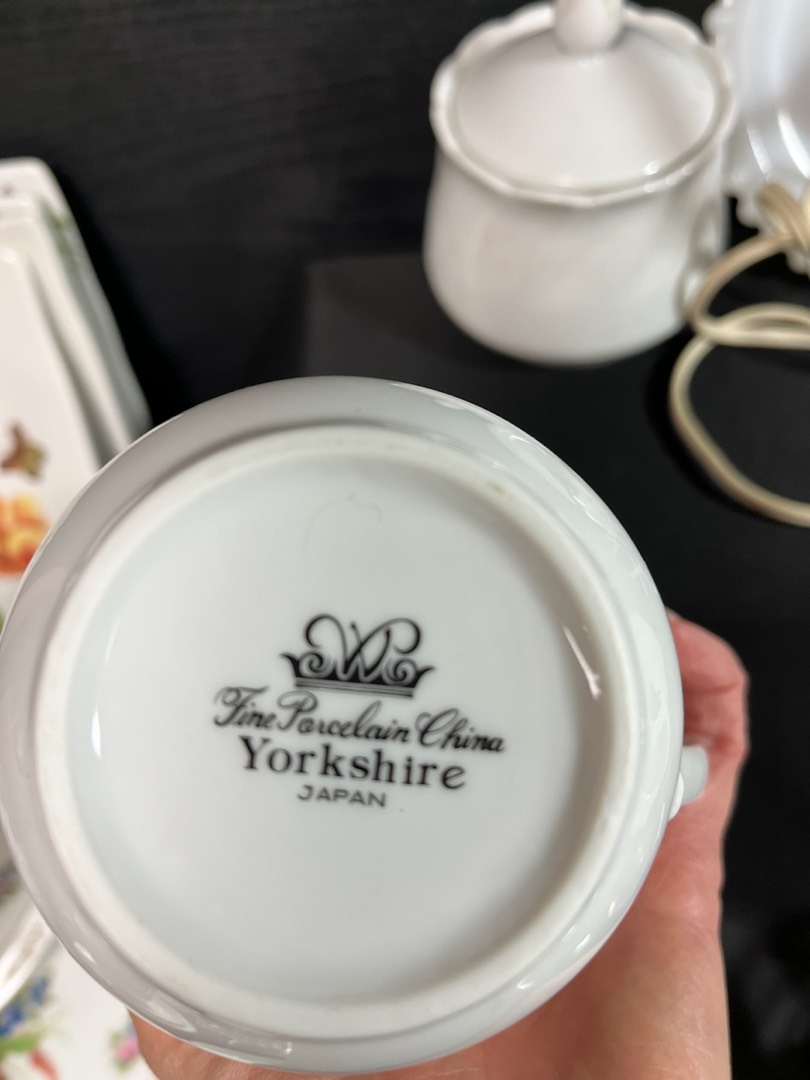 W
Fine Porcelain China
Yorkshire
JAPAN